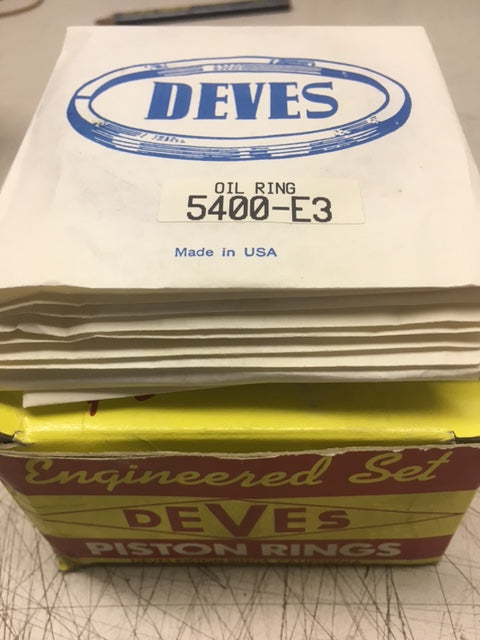 DEVES
OIL RING
5400-E3
Made in USA
Engineered Set
DEVES
PISTON RINGS